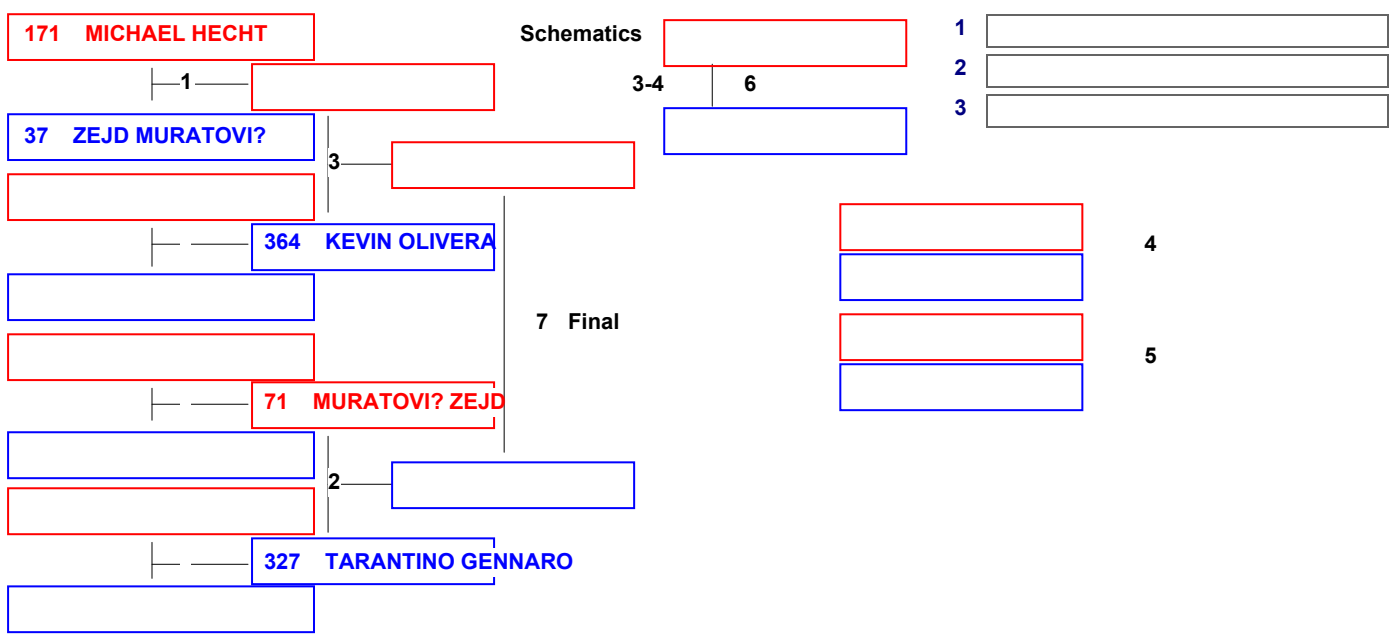 171 MICHAEL HECHT
Schematics
1
1
3-4
6
2
3
37 ZEJD MURATOVI?
3
364 KEVIN OLIVERA
4
7 Final
5
71 MURATOVI? ZEJD
2
327 TARANTINO GENNARO